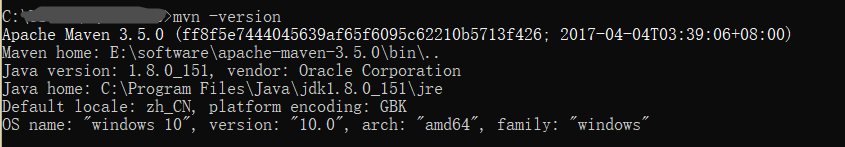 C:\>mvn -version
Apache Maven 3.5.0 (ff8f5e7444045639af65f6095c62210b5713f426; 2017-04-04T03:39:06+08:00)
Maven home: E:\software\apache-maven-3.5.0\bin\..
Java version: 1.8.0_151, vendor: Oracle Corporation
Java home: C:\Program Files\Java\jdk1.8.0_151\jre
Default locale: zh_CN, platform encoding: GBK
OS name: "windows 10", version: "10.0", arch: "amd64", family: "windows"